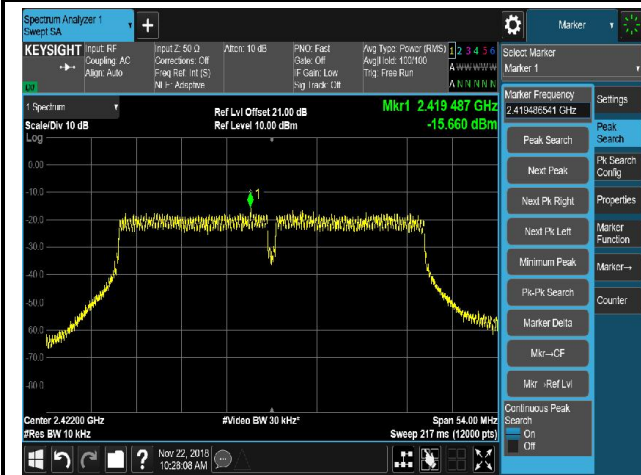 Spectrum Analyzer 1
Swept SA
Marker
KEYSIGHT
Input: RF
Coupling: AC
Align: Auto
Input Z: 50 Ω
Corrections: Off
Freq Ref: Int (S)
NFE: Adaptive
Atten: 10 dB
PNO: Fast
Gate: Off
IF Gain: Low
Sig Track: Off
Avg Type: Power (RMS)
Avg|Hold: 100/100
Trig: Free Run
1 2 3 4 5 6
A W W W W W
A N N N N N
Select Marker
Marker 1
1 Spectrum
Scale/Div 10 dB
Log
Ref Lvl Offset 21.00 dB
Ref Level 10.00 dBm
Mkr1 2.419 487 GHz
-15.660 dBm
Marker Frequency
2.419486541 GHz
Settings
Peak Search
Next Peak
Next Pk Right
Next Pk Left
Minimum Peak
Pk-Pk Search
Marker Delta
Mkr→CF
Mkr→Ref Lvl
Continuous Peak
Search
On
Off
Peak
Search
Pk Search
Config
Properties
Marker
Function
Marker→
Counter
0.00
-10.0
-20.0
-30.0
-40.0
-50.0
-60.0
-70.0
-80.0
1
Center 2.42200 GHz
#Res BW 10 kHz
#Video BW 30 kHz*
Span 54.00 MHz
Sweep 217 ms (12000 pts)
Nov 22, 2018
10:28:08 AM